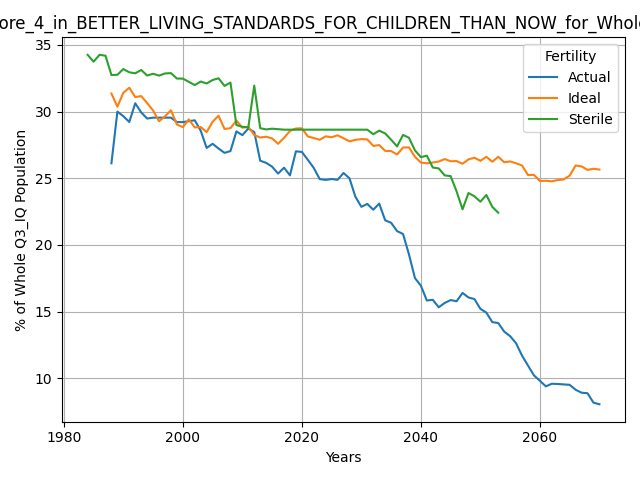 ore_4_in_BETTER_LIVING_STANDARDS_FOR_CHILDREN_THAN_NOW_for_Whole
35
30
25
20
15
10
% of Whole Q3_IQ Population
Fertility
Actual
Ideal
Sterile
1980
2000
2020
2040
2060
Years